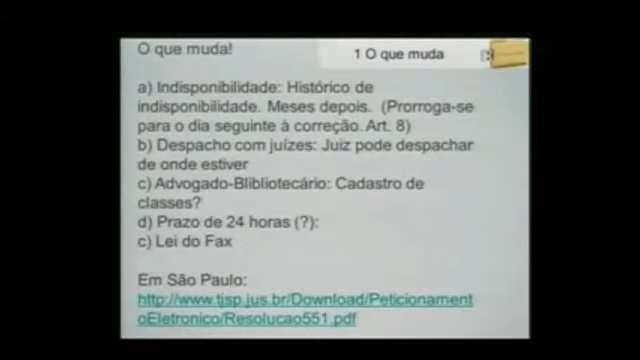 O que muda!
1 O que muda
a) Indisponibilidade: Histórico de
indisponibilidade. Meses depois. (Prorroga-se
para o dia seguinte à correção. Art. 8)
b) Despacho com juízes: Juiz pode despachar
de onde estiver
c) Advogado-Blibliotecário: Cadastro de
classes?
d) Prazo de 24 horas (?):
c) Lei do Fax
Em São Paulo:
http://www.tjsp.jus.br/Download/Peticionament
oEletronico/Resolucao551.pdf